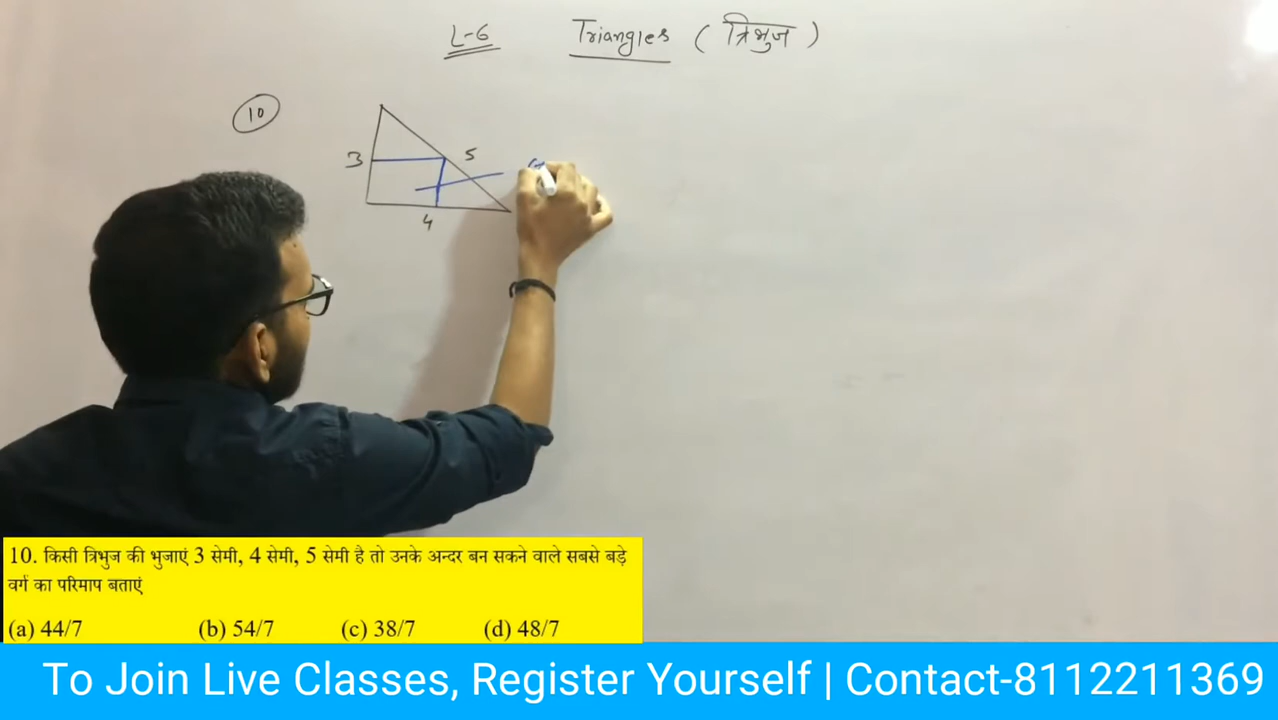 L-6 Triangles (त्रिभुज)
10
3
5
4
10. किसी त्रिभुज की भुजाएं 3 सेमी, 4 सेमी, 5 सेमी है तो उनके अन्दर बन सकने वाले सबसे बड़े
वर्ग का परिमाप बताएं
(a) 44/7 (b) 54/7 (c) 38/7 (d) 48/7
To Join Live Classes, Register Yourself | Contact-8112211369